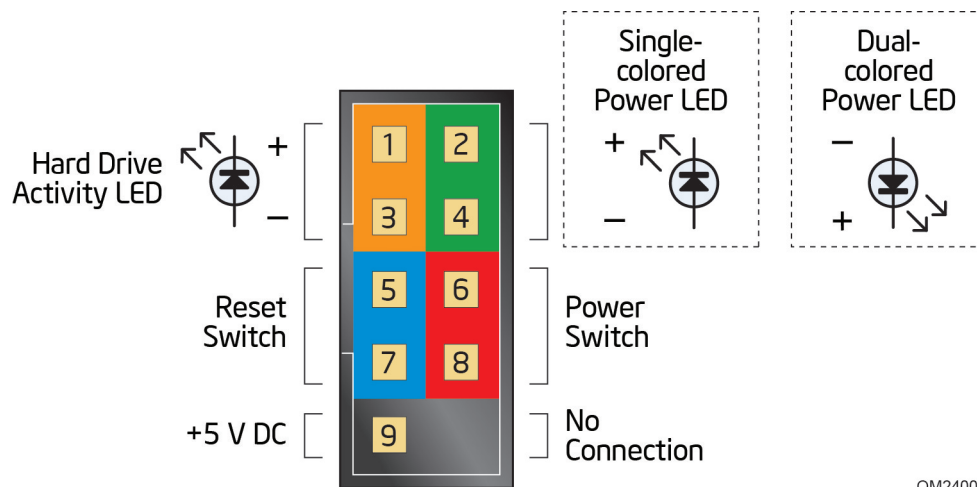 Single-
colored
Power LED
Dual-
colored
Power LED
Hard Drive
Activity LED
+
−
1
2
3
4
+
−
−
+
Reset
Switch
5
6
7
8
Power
Switch
+5 V DC
9
No
Connection
OM2400